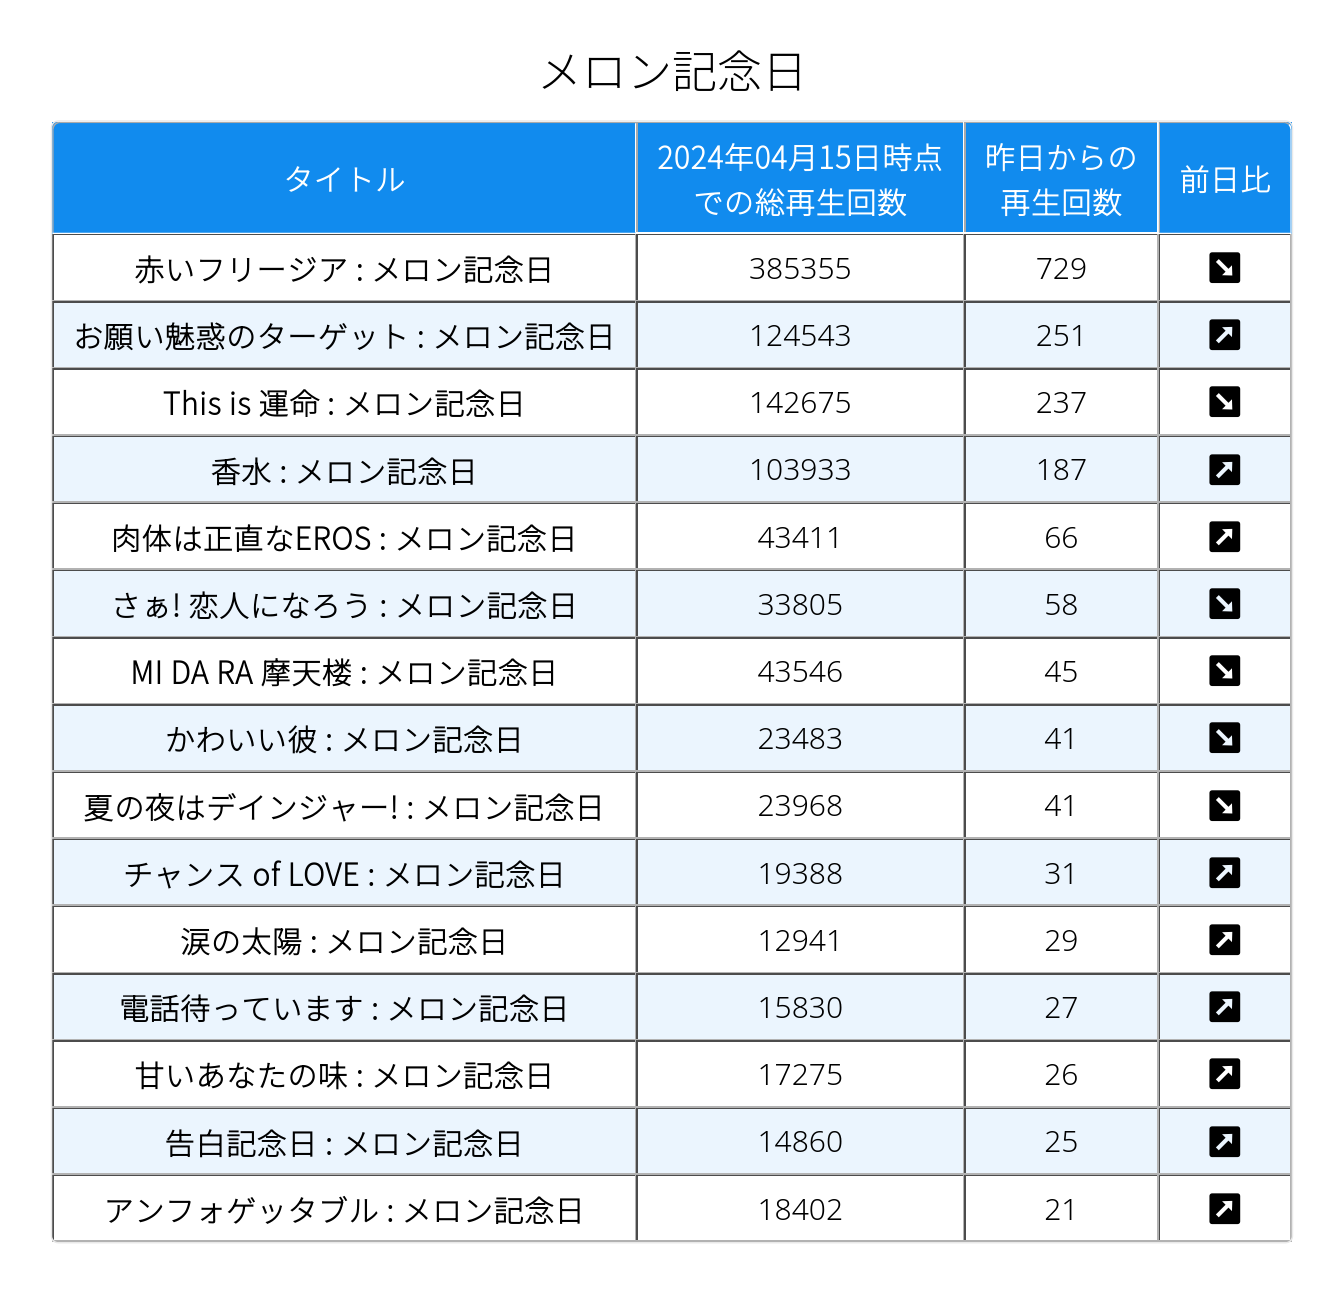 メロン記念日
タイトル
2024年04月15日時点
での総再生回数
昨日からの
再生回数
前日比
赤いフリージア : メロン記念日 385355 729
お願い魅惑のターゲット : メロン記念日 124543 251
This is 運命 : メロン記念日 142675 237
香水 : メロン記念日 103933 187
肉体は正直なEROS : メロン記念日 43411 66
さぁ! 恋人になろう : メロン記念日 33805 58
MI DA RA 摩天楼 : メロン記念日 43546 45
かわいい彼 : メロン記念日 23483 41
夏の夜はデインジャー! : メロン記念日 23968 41
チャンス of LOVE : メロン記念日 19388 31
涙の太陽 : メロン記念日 12941 29
電話待っています : メロン記念日 15830 27
甘いあなたの味 : メロン記念日 17275 26
告白記念日 : メロン記念日 14860 25
アンフォゲッタブル : メロン記念日 18402 21